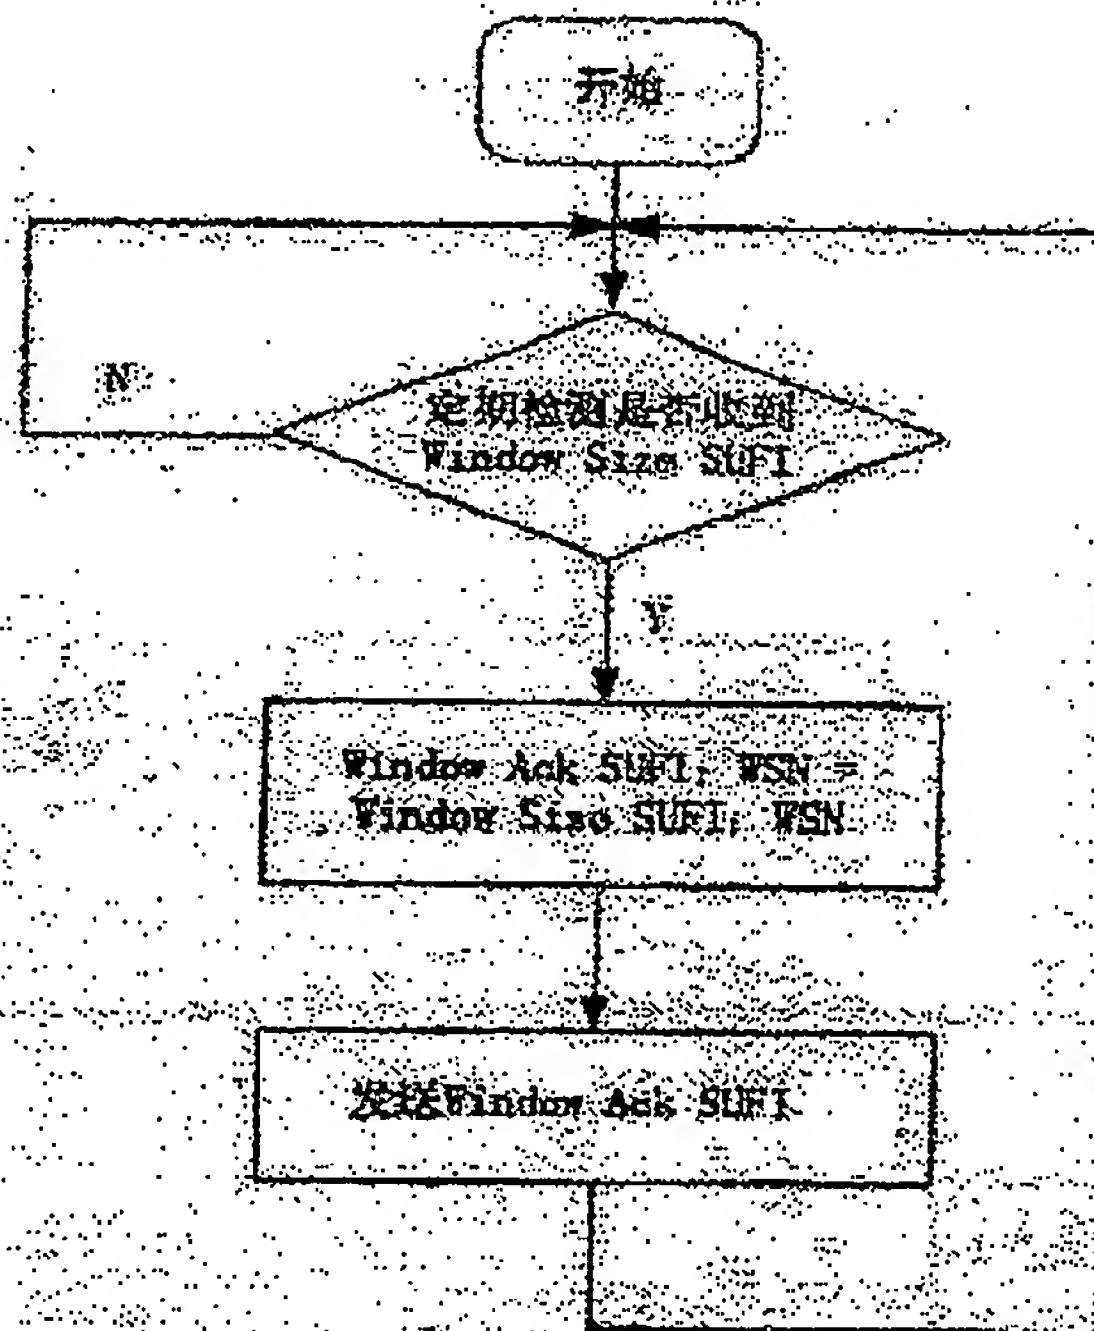 开始
N
定期检测是否收到
Window Size SUFI
Y
Window Ack SUFI: WSN =
Window Size SUFI: WSN
发送Window Ack SUFI